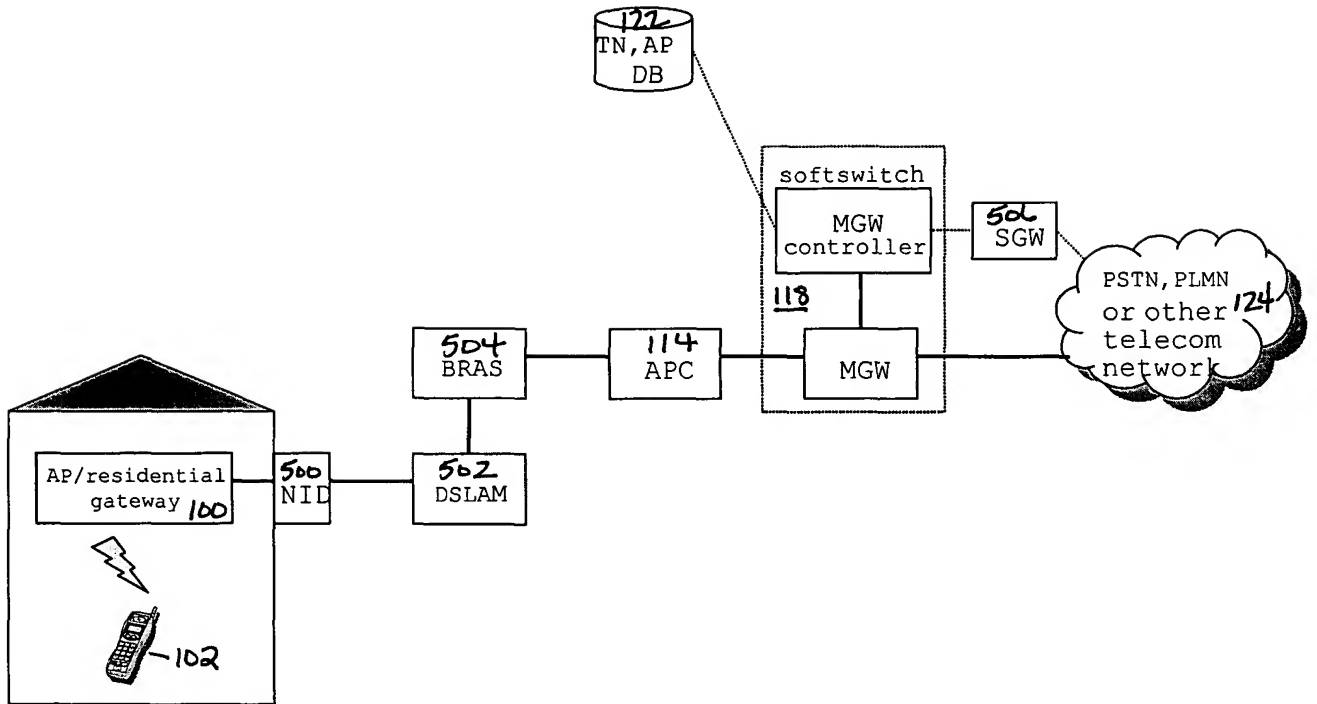 122
TN, AP
DB
softswitch
MGW
controller
118
MGW
506
SGW
PSTN, PLMN
or other 124
telecom
network
504
BRAS
114
APC
AP/residential
gateway 100
500
NID
502
DSLAM
102